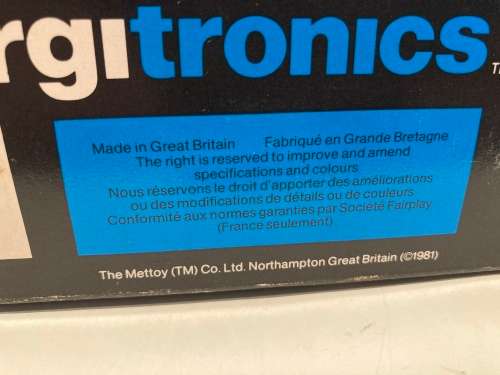 rgitronics TM
Made in Great Britain Fabriqué en Grande Bretagne
The right is reserved to improve and amend
specifications and colours
Nous réservons le droit d'apporter des améliorations
ou des modifications de détails ou de couleurs
Conformité aux normes garanties par Société Fairplay
(France seulement)
The Mettoy (TM) Co. Ltd. Northampton Great Britain (©1981)